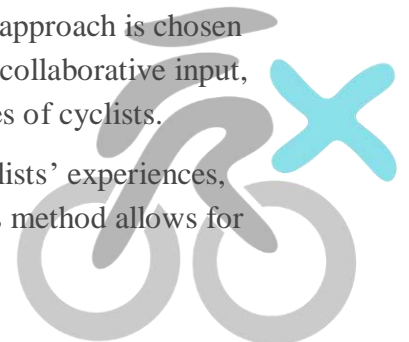 approach is chosen
collaborative input,
es of cyclists.
lists’ experiences,
s method allows for